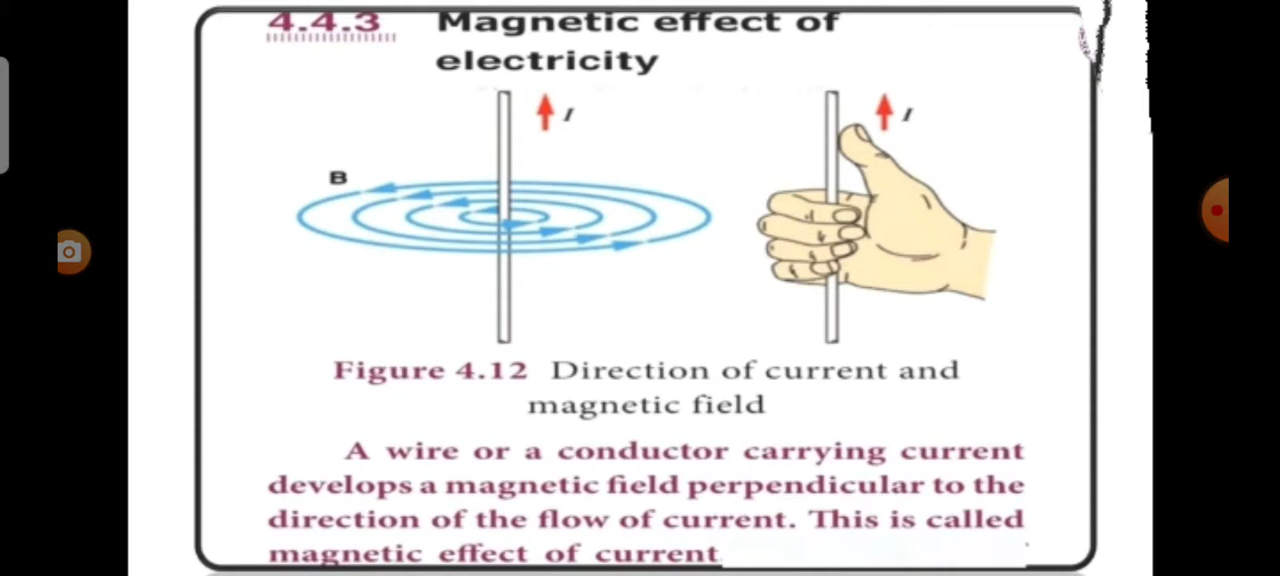 4.4.3 Magnetic effect of
electricity
I
I
B
Figure 4.12 Direction of current and
magnetic field
A wire or a conductor carrying current
develops a magnetic field perpendicular to the
direction of the flow of current. This is called
magnetic effect of current